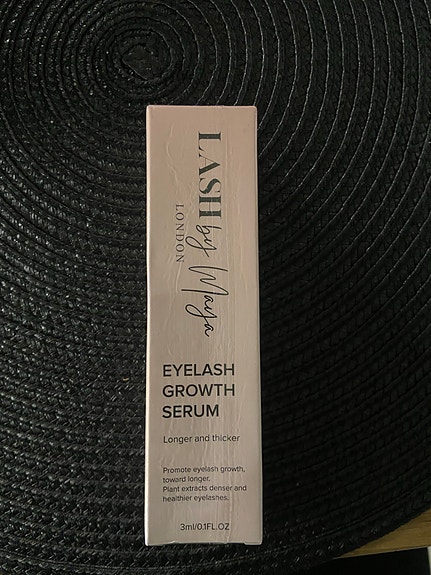 LASH
by Maya
LONDON
EYELASH
GROWTH
SERUM
Longer and thicker
Promote eyelash growth,
toward longer.
Plant extracts denser and
healthier eyelashes.
3ml/0.1FL.OZ